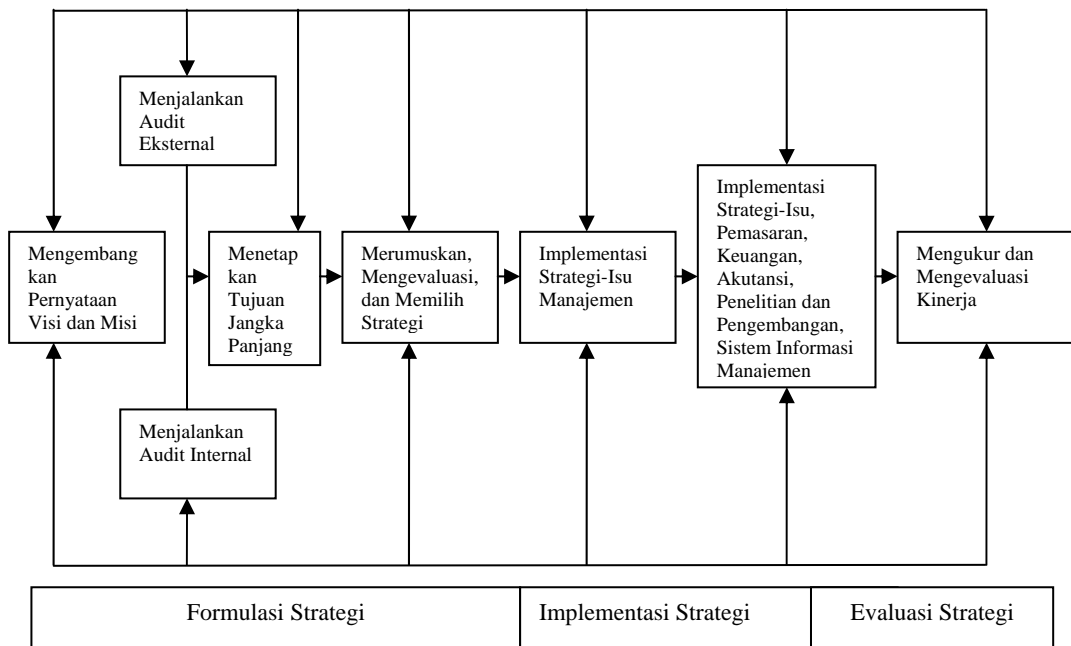 Menjalankan
Audit
Eksternal
Mengembang
kan
Pernyataan
Visi dan Misi
Menetap
kan
Tujuan
Jangka
Panjang
Merumuskan,
Mengevaluasi,
dan Memilih
Strategi
Implementasi
Strategi-Isu
Manajemen
Implementasi
Strategi-Isu,
Pemasaran,
Keuangan,
Akutansi,
Penelitian dan
Pengembangan,
Sistem Informasi
Manajemen
Mengukur dan
Mengevaluasi
Kinerja
Menjalankan
Audit Internal
Formulasi Strategi
Implementasi Strategi
Evaluasi Strategi